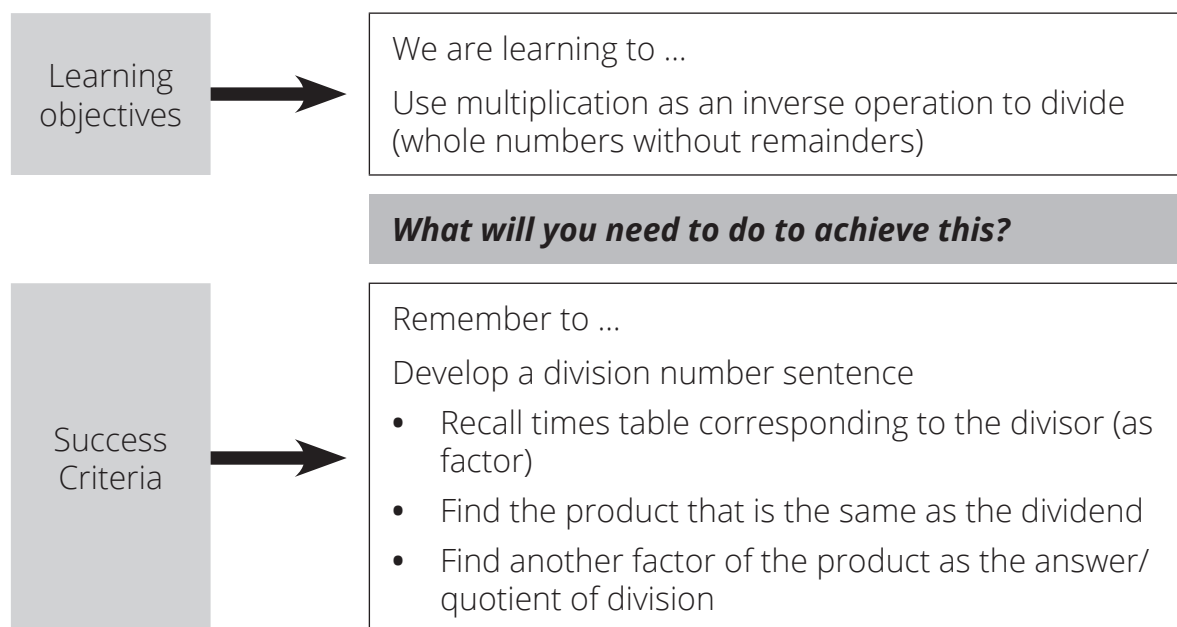 Learning
objectives
We are learning to ...
Use multiplication as an inverse operation to divide
(whole numbers without remainders)
What will you need to do to achieve this?
Success
Criteria
Remember to ...
Develop a division number sentence
• Recall times table corresponding to the divisor (as
factor)
• Find the product that is the same as the dividend
• Find another factor of the product as the answer/
quotient of division